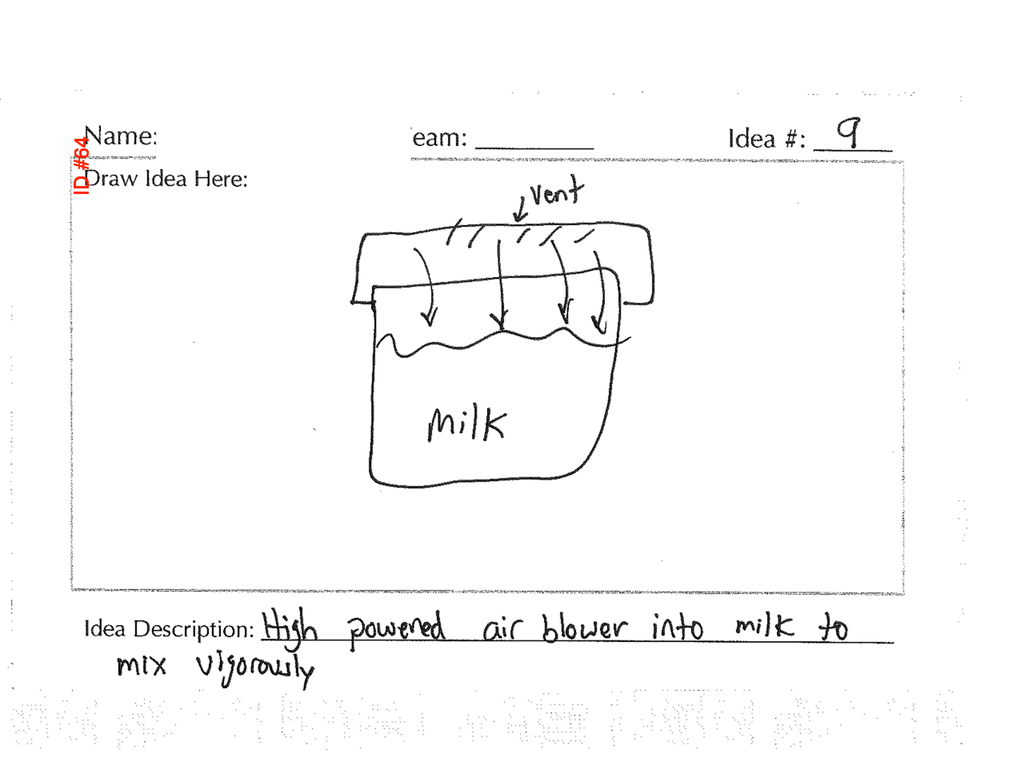 Name:
eam:
Idea #: 9
ID #64
Draw Idea Here:
vent
Milk
Idea Description: High powered air blower into milk to
mix vigorously